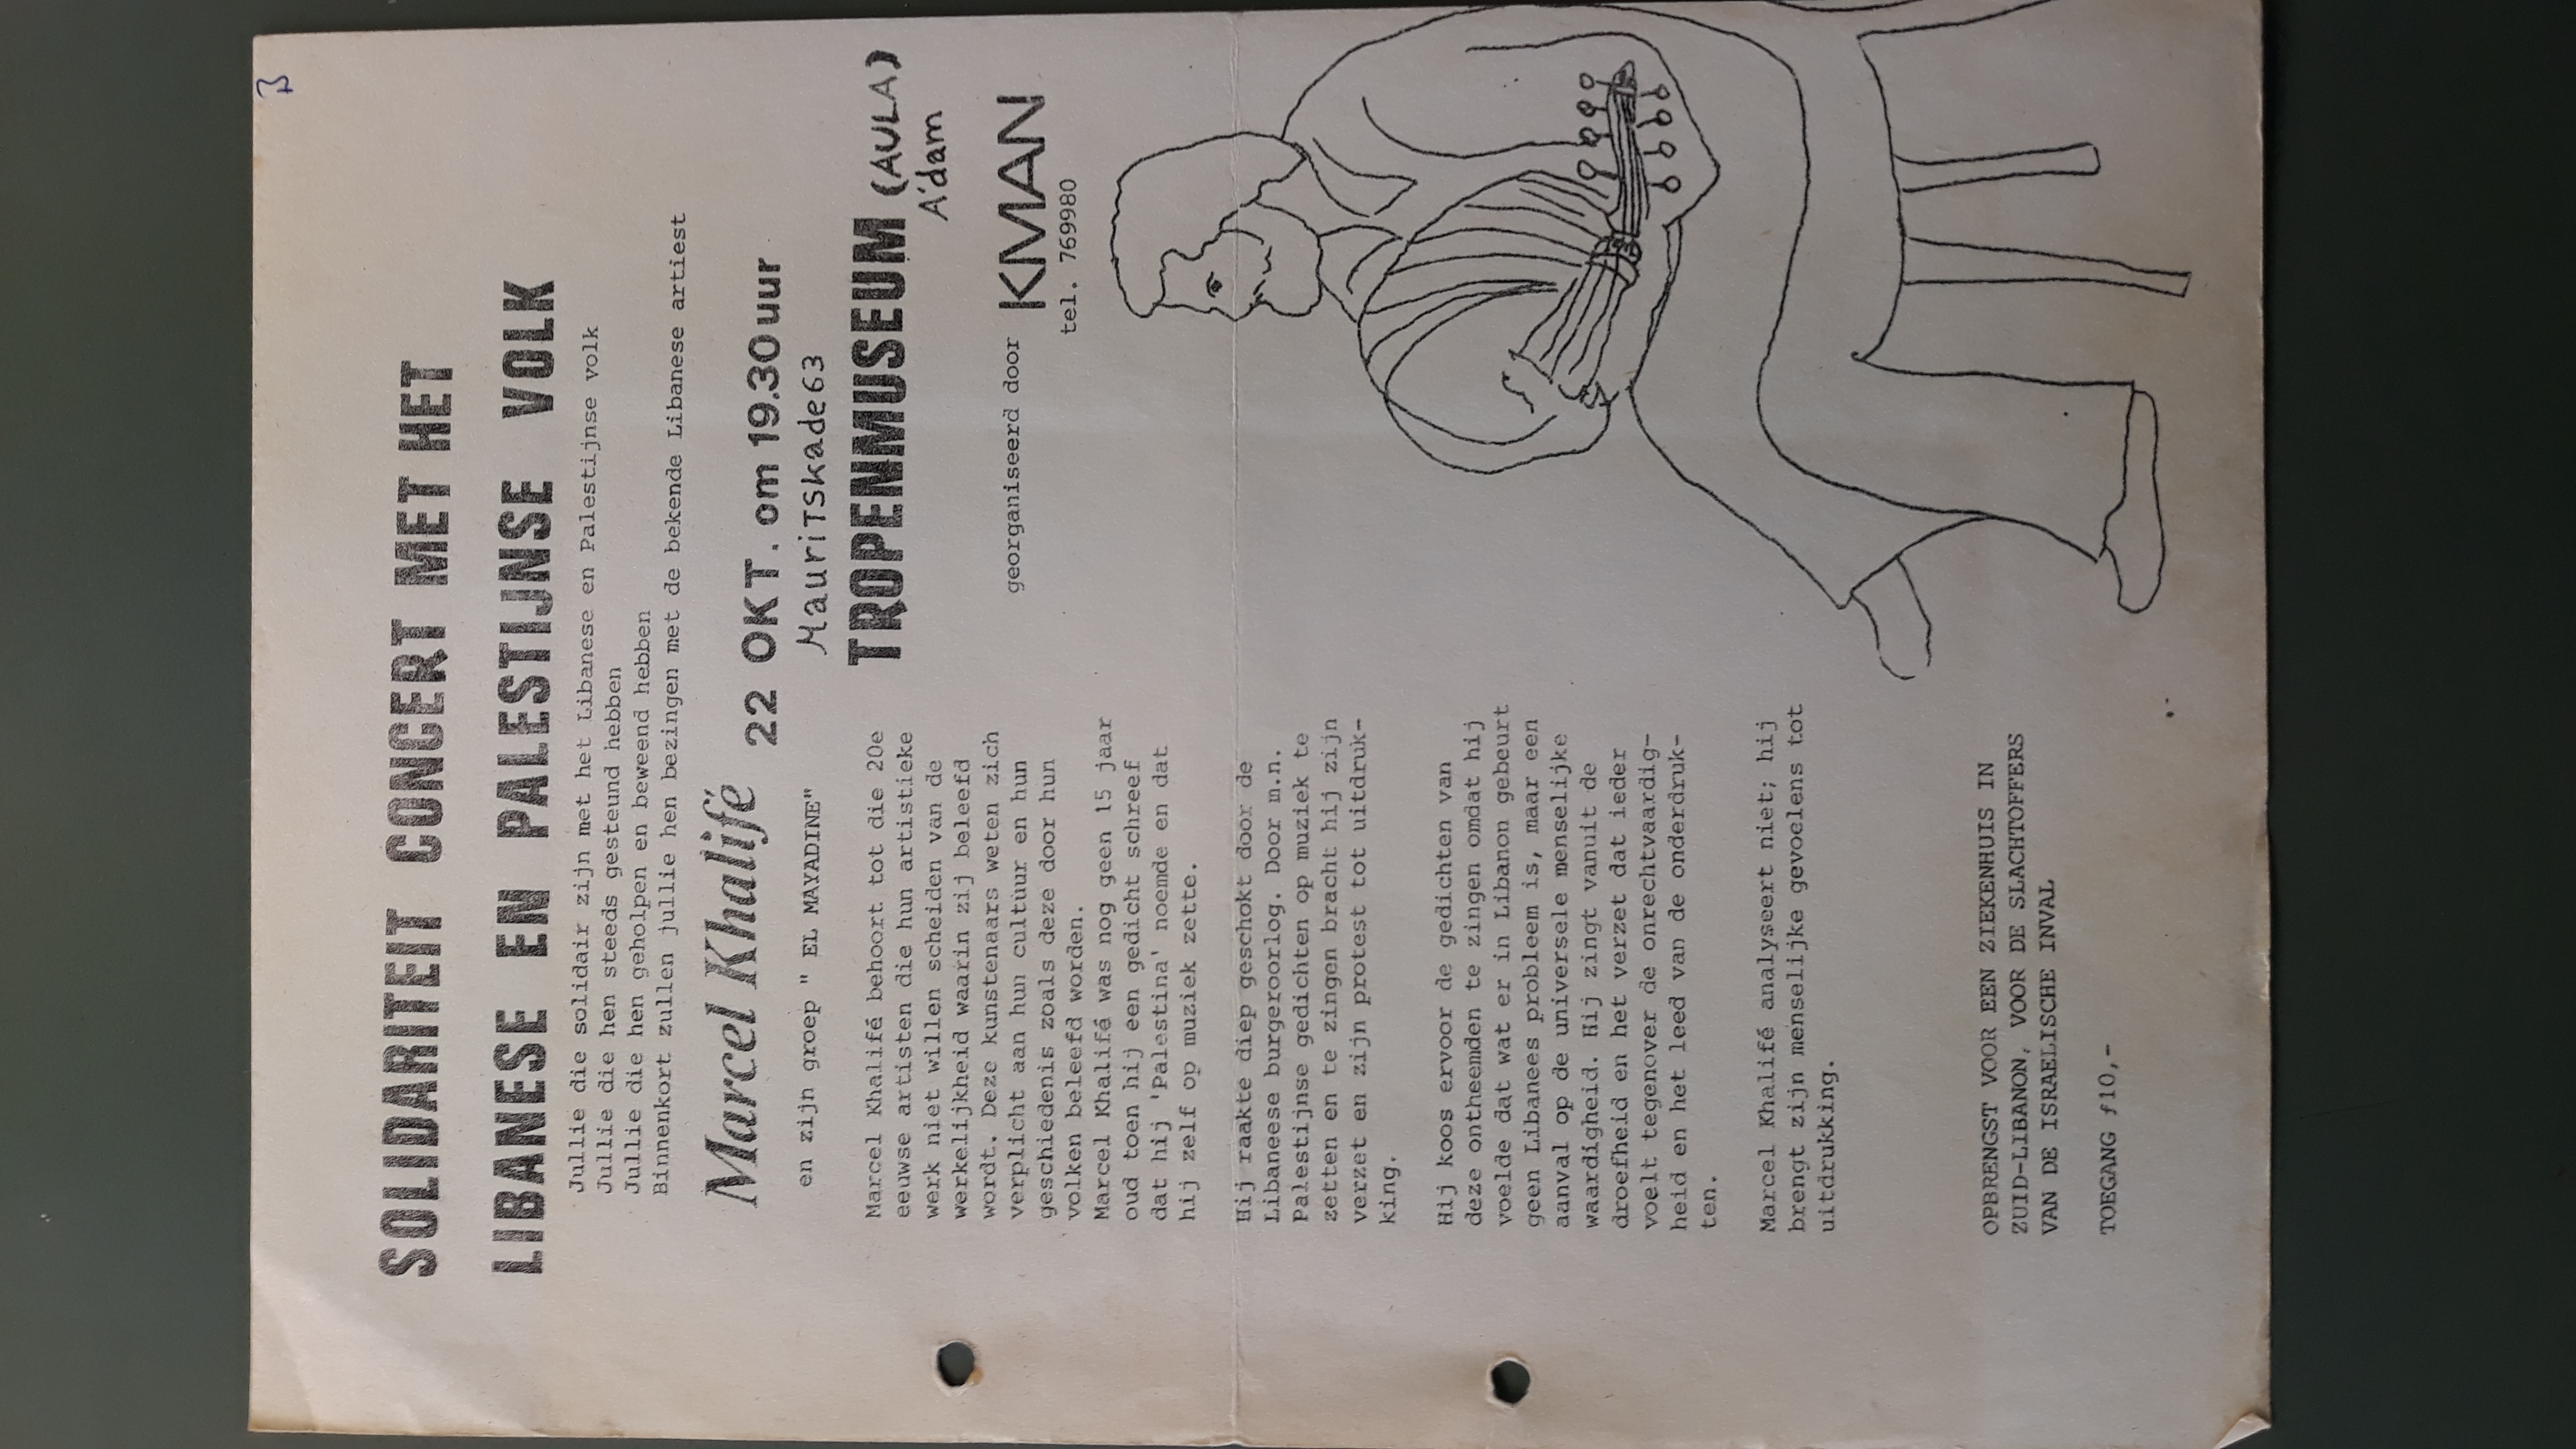 SOLIDARITEIT CONCERT MET HET
LIBANESE EN PALESTIJNSE VOLK
Jullie die solidair zijn met het Libanese en Palestijnse volk
Jullie die hen steeds gesteund hebben
Jullie die hen geholpen en beweend hebben
Binnenkort zullen jullie hen bezingen met de bekende Libanese artiest
Marcel Khalifé
en zijn groep " EL MAYADINE"
22 OKT. om 19.30 uur
MauriTSkade 63
TROPENMUSEUM (AULA)
A'dam
georganiseerd door KMAN
tel. 769980
Marcel Khalifé behoort tot die 20e
eeuwse artisten die hun artistieke
werk niet willen scheiden van de
werkelijkheid waarin zij beleefd
wordt. Deze kunstenaars weten zich
verplicht aan hun cultuur en hun
geschiedenis zoals deze door hun
volken beleefd worden.
Marcel Khalifé was nog geen 15 jaar
oud toen hij een gedicht schreef
dat hij 'Palestina' noemde en dat
hij zelf op muziek zette.
Hij raakte diep geschokt door de
Libaneese burgeroorlog. Door m.n.
Palestijnse gedichten op muziek te
zetten en te zingen bracht hij zijn
verzet en zijn protest tot uitdruk-
king.
Hij koos ervoor de gedichten van
deze ontheemden te zingen omdat hij
voelde dat wat er in Libanon gebeurt
geen Libanees probleem is, maar een
aanval op de universele menselijke
waardigheid. Hij zingt vanuit de
droefheid en het verzet dat ieder
voelt tegenover de onrechtvaardig-
heid en het leed van de onderdruk-
ten.
Marcel Khalifé analyseert niet; hij
brengt zijn menselijke gevoelens tot
uitdrukking.
OPBRENGST VOOR EEN ZIEKENHUIS IN
ZUID-LIBANON, VOOR DE SLACHTOFFERS
VAN DE ISRAELISCHE INVAL
TOEGANG ƒ10,-